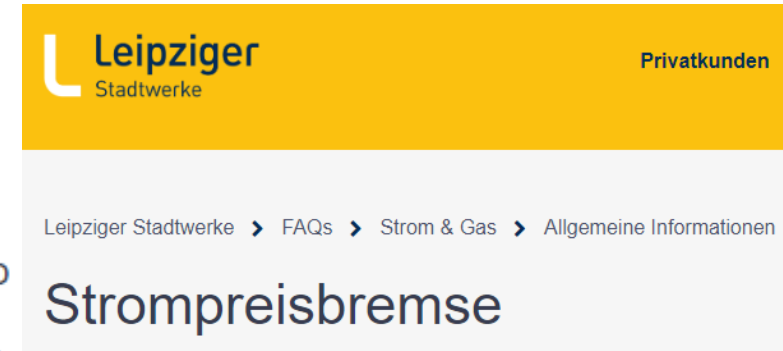 Leipziger
Stadtwerke
Privatkunden
Leipziger Stadtwerke > FAQs > Strom & Gas > Allgemeine Informationen
Strompreisbremse